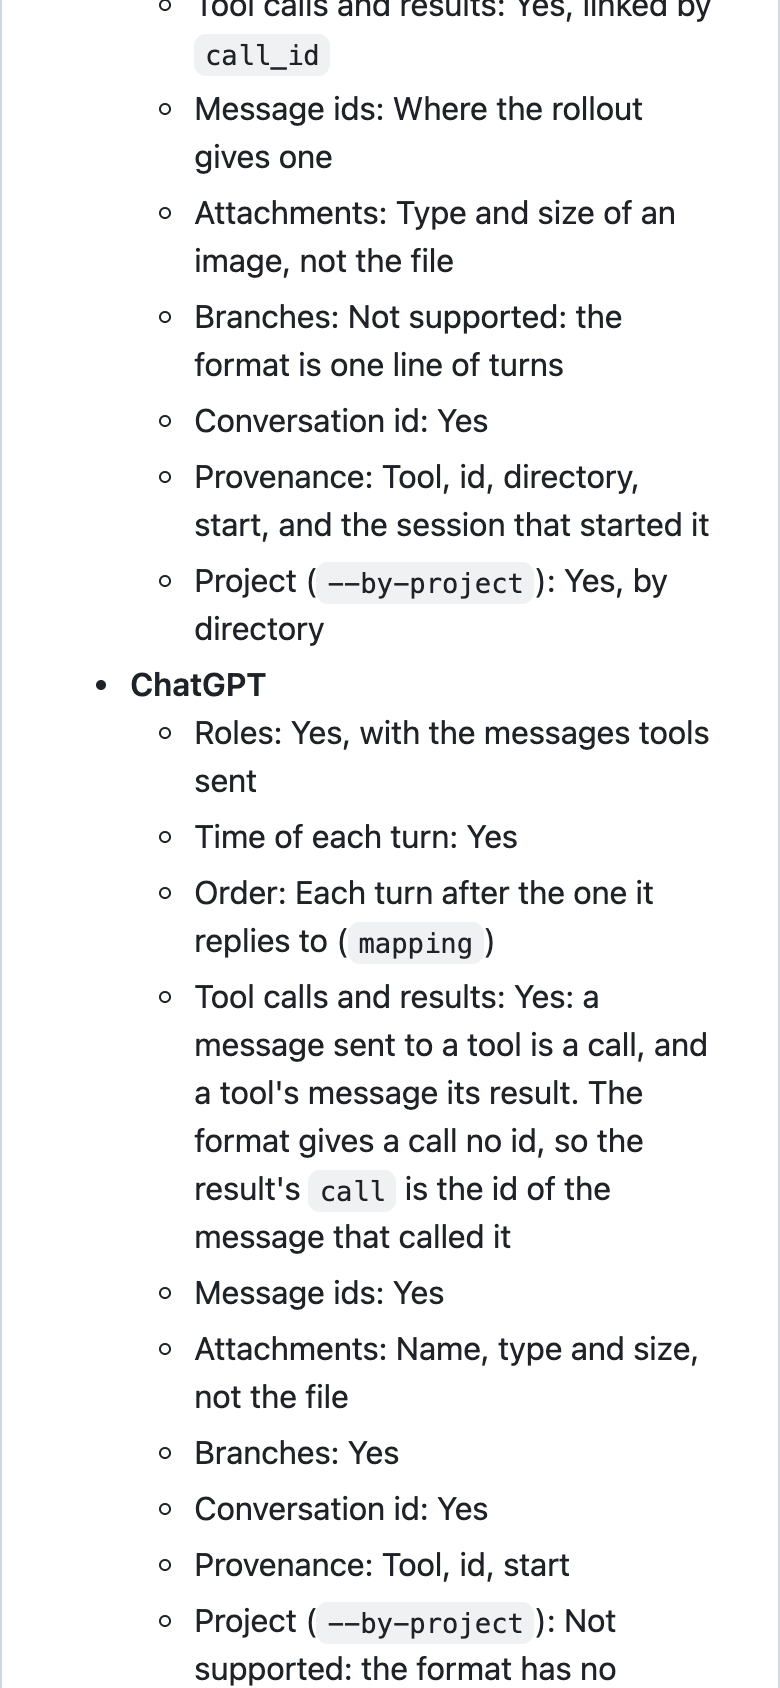 Tool calls and results: Yes, linked by
call_id
Message ids: Where the rollout
gives one
Attachments: Type and size of an
image, not the file
Branches: Not supported: the
format is one line of turns
Conversation id: Yes
Provenance: Tool, id, directory,
start, and the session that started it
Project (--by-project): Yes, by
directory
ChatGPT
Roles: Yes, with the messages tools
sent
Time of each turn: Yes
Order: Each turn after the one it
replies to (mapping)
Tool calls and results: Yes: a
message sent to a tool is a call, and
a tool's message its result. The
format gives a call no id, so the
result's call is the id of the
message that called it
Message ids: Yes
Attachments: Name, type and size,
not the file
Branches: Yes
Conversation id: Yes
Provenance: Tool, id, start
Project (--by-project): Not
supported: the format has no